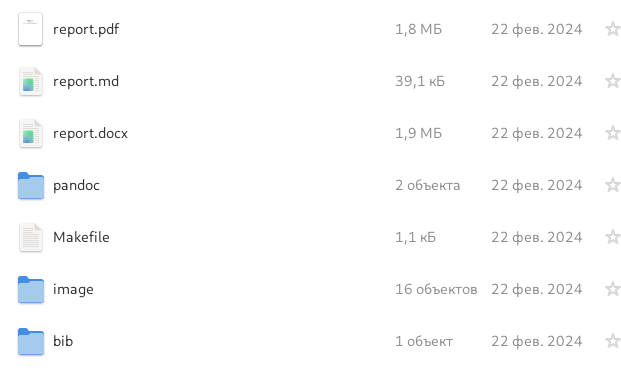 report.pdf 1,8 МБ 22 фев. 2024
report.md 39,1 кБ 22 фев. 2024
report.docx 1,9 МБ 22 фев. 2024
pandoc 2 объекта 22 фев. 2024
Makefile 1,1 кБ 22 фев. 2024
image 16 объектов 22 фев. 2024
bib 1 объект 22 фев. 2024